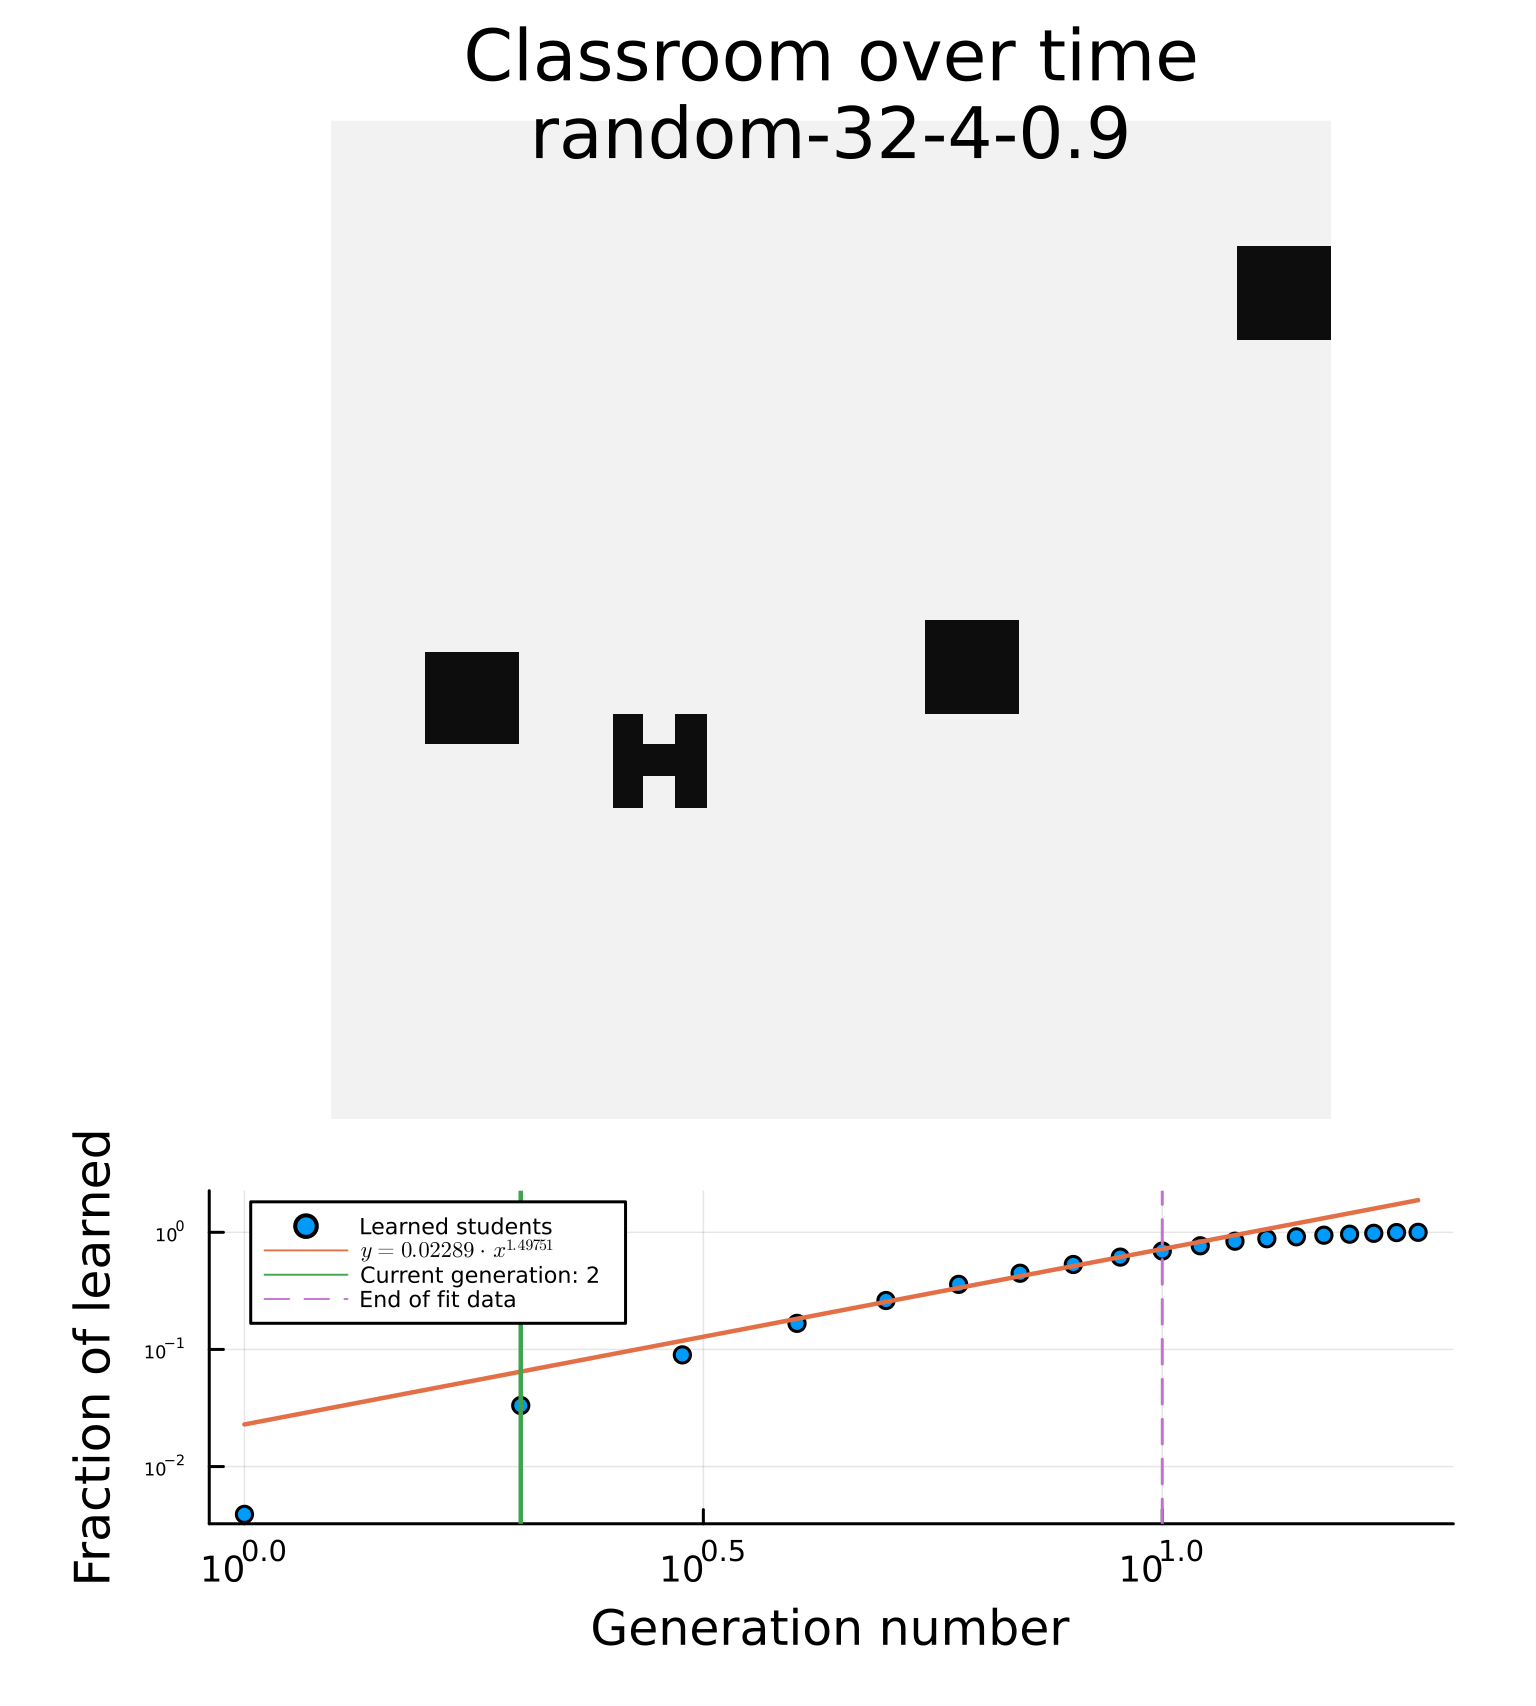 Classroom over time
random-32-4-0.9
Fraction of learned
10⁰
10⁻¹
10⁻²
Learned students
y = 0.02289 · x^1.49751
Current generation: 2
End of fit data
10^0.0
10^0.5
10^1.0
Generation number